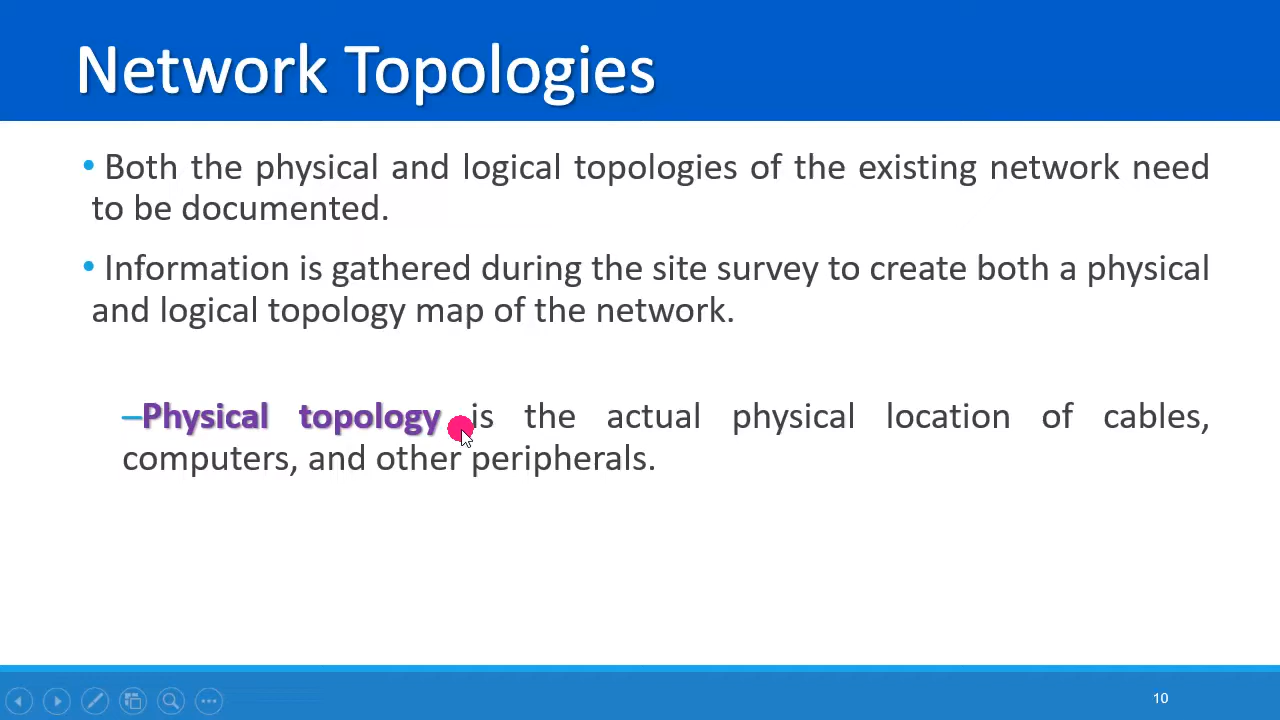 Network Topologies
• Both the physical and logical topologies of the existing network need
to be documented.
• Information is gathered during the site survey to create both a physical
and logical topology map of the network.
–Physical topology is the actual physical location of cables,
computers, and other peripherals.
10